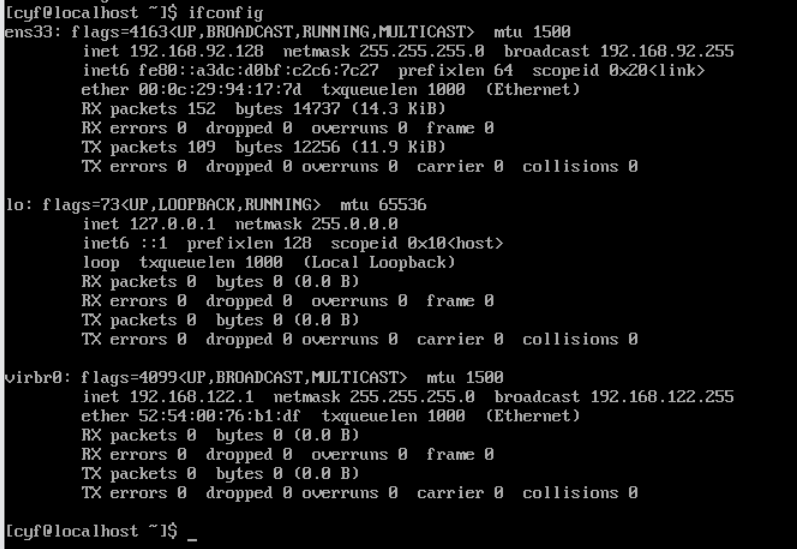 [cyf@localhost ~]$ ifconfig
ens33: flags=4163<UP,BROADCAST,RUNNING,MULTICAST>  mtu 1500
        inet 192.168.92.128  netmask 255.255.255.0  broadcast 192.168.92.255
        inet6 fe80::a3dc:d0bf:c2c6:7c27  prefixlen 64  scopeid 0x20<link>
        ether 00:0c:29:94:17:7d  txqueuelen 1000  (Ethernet)
        RX packets 152  bytes 14737 (14.3 KiB)
        RX errors 0  dropped 0  overruns 0  frame 0
        TX packets 109  bytes 12256 (11.9 KiB)
        TX errors 0  dropped 0 overruns 0  carrier 0  collisions 0

lo: flags=73<UP,LOOPBACK,RUNNING>  mtu 65536
        inet 127.0.0.1  netmask 255.0.0.0
        inet6 ::1  prefixlen 128  scopeid 0x10<host>
        loop  txqueuelen 1000  (Local Loopback)
        RX packets 0  bytes 0 (0.0 B)
        RX errors 0  dropped 0  overruns 0  frame 0
        TX packets 0  bytes 0 (0.0 B)
        TX errors 0  dropped 0 overruns 0  carrier 0  collisions 0

virbr0: flags=4099<UP,BROADCAST,MULTICAST>  mtu 1500
        inet 192.168.122.1  netmask 255.255.255.0  broadcast 192.168.122.255
        ether 52:54:00:76:b1:df  txqueuelen 1000  (Ethernet)
        RX packets 0  bytes 0 (0.0 B)
        RX errors 0  dropped 0  overruns 0  frame 0
        TX packets 0  bytes 0 (0.0 B)
        TX errors 0  dropped 0 overruns 0  carrier 0  collisions 0

[cyf@localhost ~]$ _